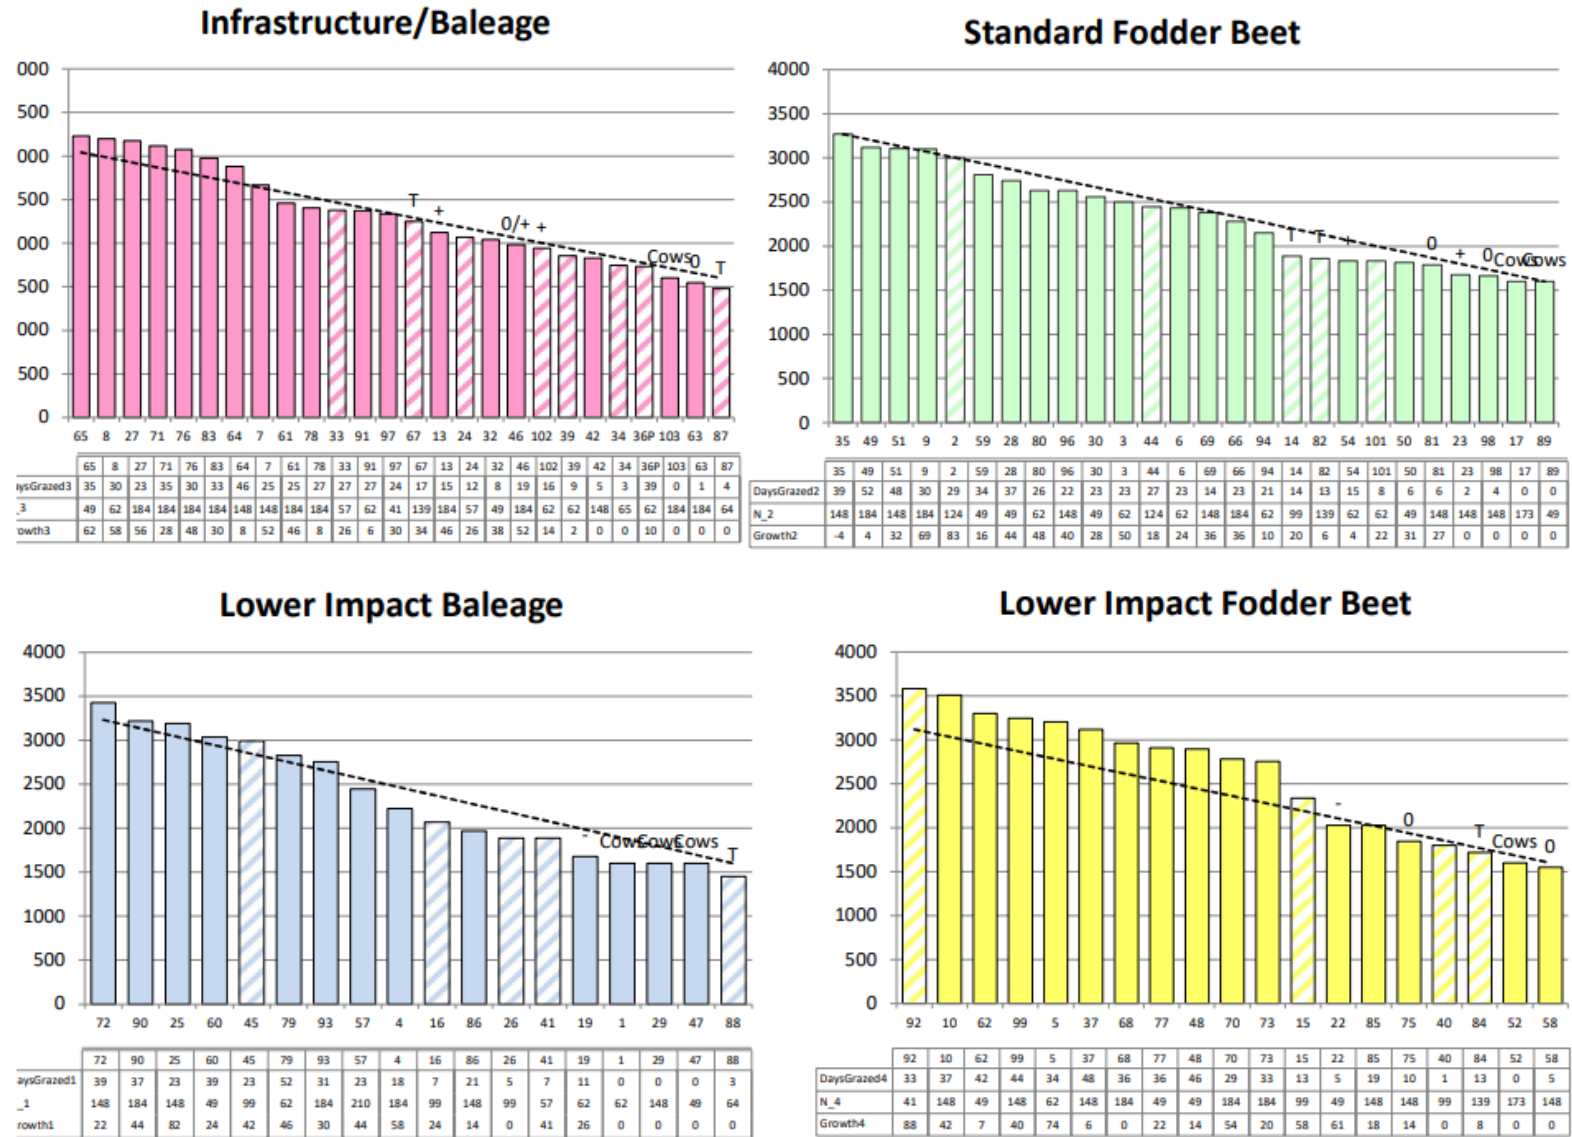 Infrastructure/Baleage
000
500
000
500
000
500
000
500
0
T + 0/+ + Cows 0 T
65 8 27 71 76 83 64 7 61 78 33 91 97 67 13 24 32 46 102 39 42 34 36P 103 63 87
65 8 27 71 76 83 64 7 61 78 33 91 97 67 13 24 32 46 102 39 42 34 36P 103 63 87
aysGrazed3 35 30 23 35 30 33 46 25 25 27 27 27 24 17 15 12 8 19 16 9 5 3 39 0 1 4
_3 49 62 184 184 184 184 148 148 184 184 57 62 41 139 184 57 49 184 62 62 148 65 62 184 184 64
rowth3 62 58 56 28 48 30 8 52 46 8 26 6 30 34 46 26 38 52 14 2 0 0 10 0 0 0
Standard Fodder Beet
4000
3500
3000
2500
2000
1500
1000
500
0
T T + 0 + 0 Cows Cows
35 49 51 9 2 59 28 80 96 30 3 44 6 69 66 94 14 82 54 101 50 81 23 98 17 89
35 49 51 9 2 59 28 80 96 30 3 44 6 69 66 94 14 82 54 101 50 81 23 98 17 89
DaysGrazed2 39 52 48 30 29 34 37 26 22 23 23 27 23 14 23 21 14 13 15 8 6 6 2 4 0 0
N_2 148 184 148 184 124 49 49 62 148 49 62 124 62 148 184 62 99 139 62 62 49 148 148 148 173 49
Growth2 -4 4 32 69 83 16 44 48 40 28 50 18 24 36 36 10 20 6 4 22 31 27 0 0 0 0
Lower Impact Baleage
4000
3500
3000
2500
2000
1500
1000
500
0
- Cows Cows Cows T
72 90 25 60 45 79 93 57 4 16 86 26 41 19 1 29 47 88
72 90 25 60 45 79 93 57 4 16 86 26 41 19 1 29 47 88
aysGrazed1 39 37 23 39 23 52 31 23 18 7 21 5 7 11 0 0 0 3
_1 148 184 148 49 99 62 184 210 184 99 148 99 57 62 62 148 49 64
rowth1 22 44 82 24 42 46 30 44 58 24 14 0 41 26 0 0 0 0
Lower Impact Fodder Beet
4000
3500
3000
2500
2000
1500
1000
500
0
- 0 T Cows 0
92 10 62 99 5 37 68 77 48 70 73 15 22 85 75 40 84 52 58
92 10 62 99 5 37 68 77 48 70 73 15 22 85 75 40 84 52 58
DaysGrazed4 33 37 42 44 34 48 36 36 46 29 33 13 5 19 10 1 13 0 5
N_4 41 148 49 148 62 148 184 49 49 184 184 99 49 148 148 99 139 173 148
Growth4 88 42 7 40 74 6 0 22 14 54 20 58 61 18 14 0 8 0 0